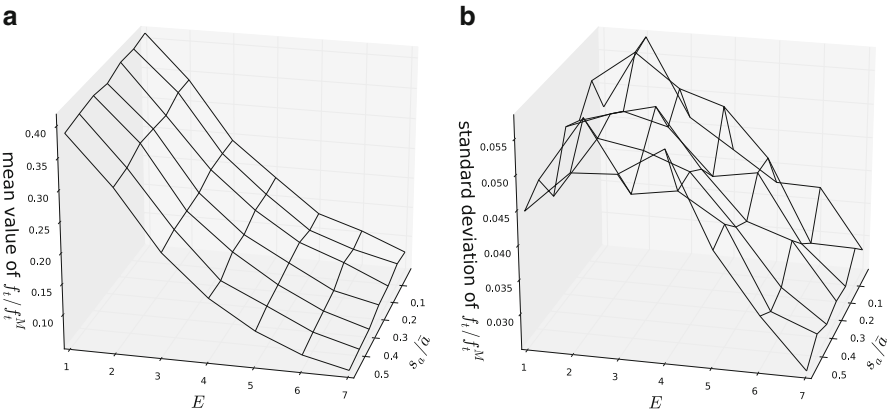 a
0.40
0.35
0.30
0.25
0.20
0.15
0.10
mean value of f_t/f_t^M
1 2 3 4 5 6 7
E
0.1
0.2
0.3
0.4
0.5
s_a/ā
b
0.055
0.050
0.045
0.040
0.035
0.030
standard deviation of f_t/f_t^M
1 2 3 4 5 6 7
E
0.1
0.2
0.3
0.4
0.5
s_a/ā